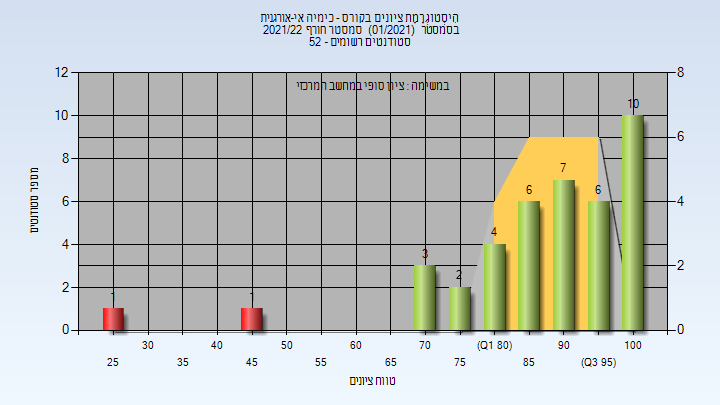 היסטוגרמת ציונים בקורס - כימיה אי-אורגנית
בסמסטר (01/2021) סמסטר חורף 2021/22
סטודנטים רשומים - 52
במשימה : ציון סופי במחשב המרכזי
12 10 8 6 4 2 0
8 6 4 2 0
מספר סטודנטים
1 1 3 2 4 6 7 6 10
30 40 50 60 70 (Q1 80) 90 100
25 35 45 55 65 75 85 (Q3 95)
טווח ציונים